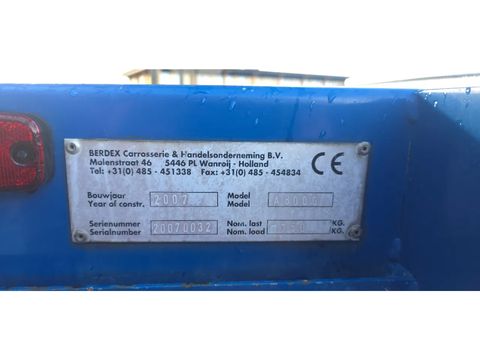 BERDEX Carrosserie & Handelsonderneming B.V.
Molenstraat 46 5446 PL Wanroij - Holland
Tel: +31(0) 485 - 451338 Fax: +31(0) 485 - 454834
CE
Bouwjaar 2007 Model
Year of constr. Model
Serienummer 20070032 Nom. last KG.
Serialnumber Nom. load KG.